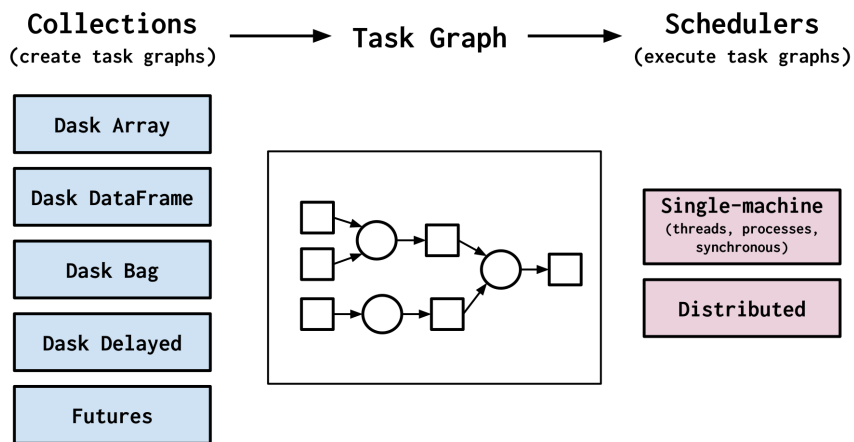 Collections
(create task graphs)
Task Graph
Schedulers
(execute task graphs)
Dask Array
Dask DataFrame
Dask Bag
Dask Delayed
Futures
Single-machine
(threads, processes,
synchronous)
Distributed